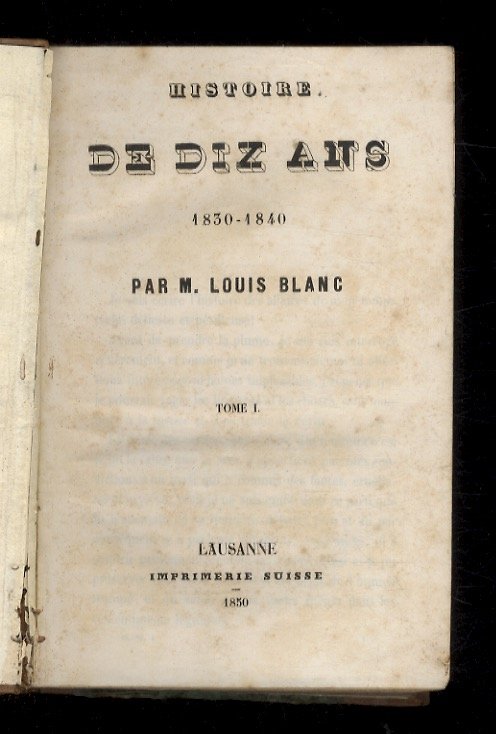 HISTOIRE
DE DIX ANS
1830-1840
PAR M. LOUIS BLANC
TOME I.
LAUSANNE
IMPRIMERIE SUISSE
1850